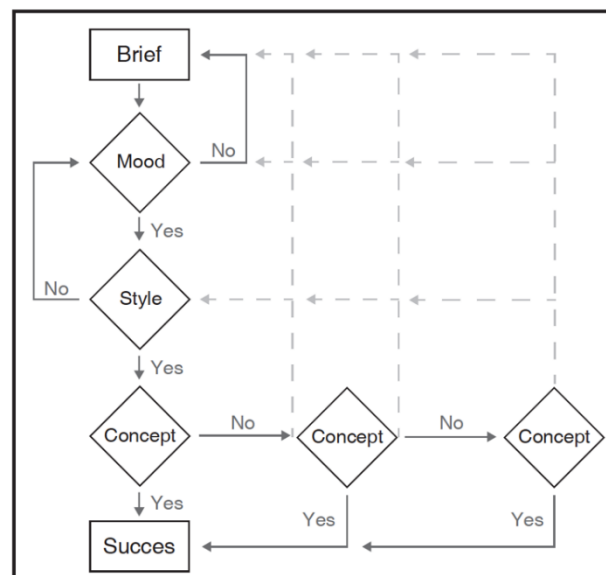 Brief
No
Mood
Yes
No
Style
Yes
No
No
Concept
Concept
Concept
Yes
Yes
Yes
Succes